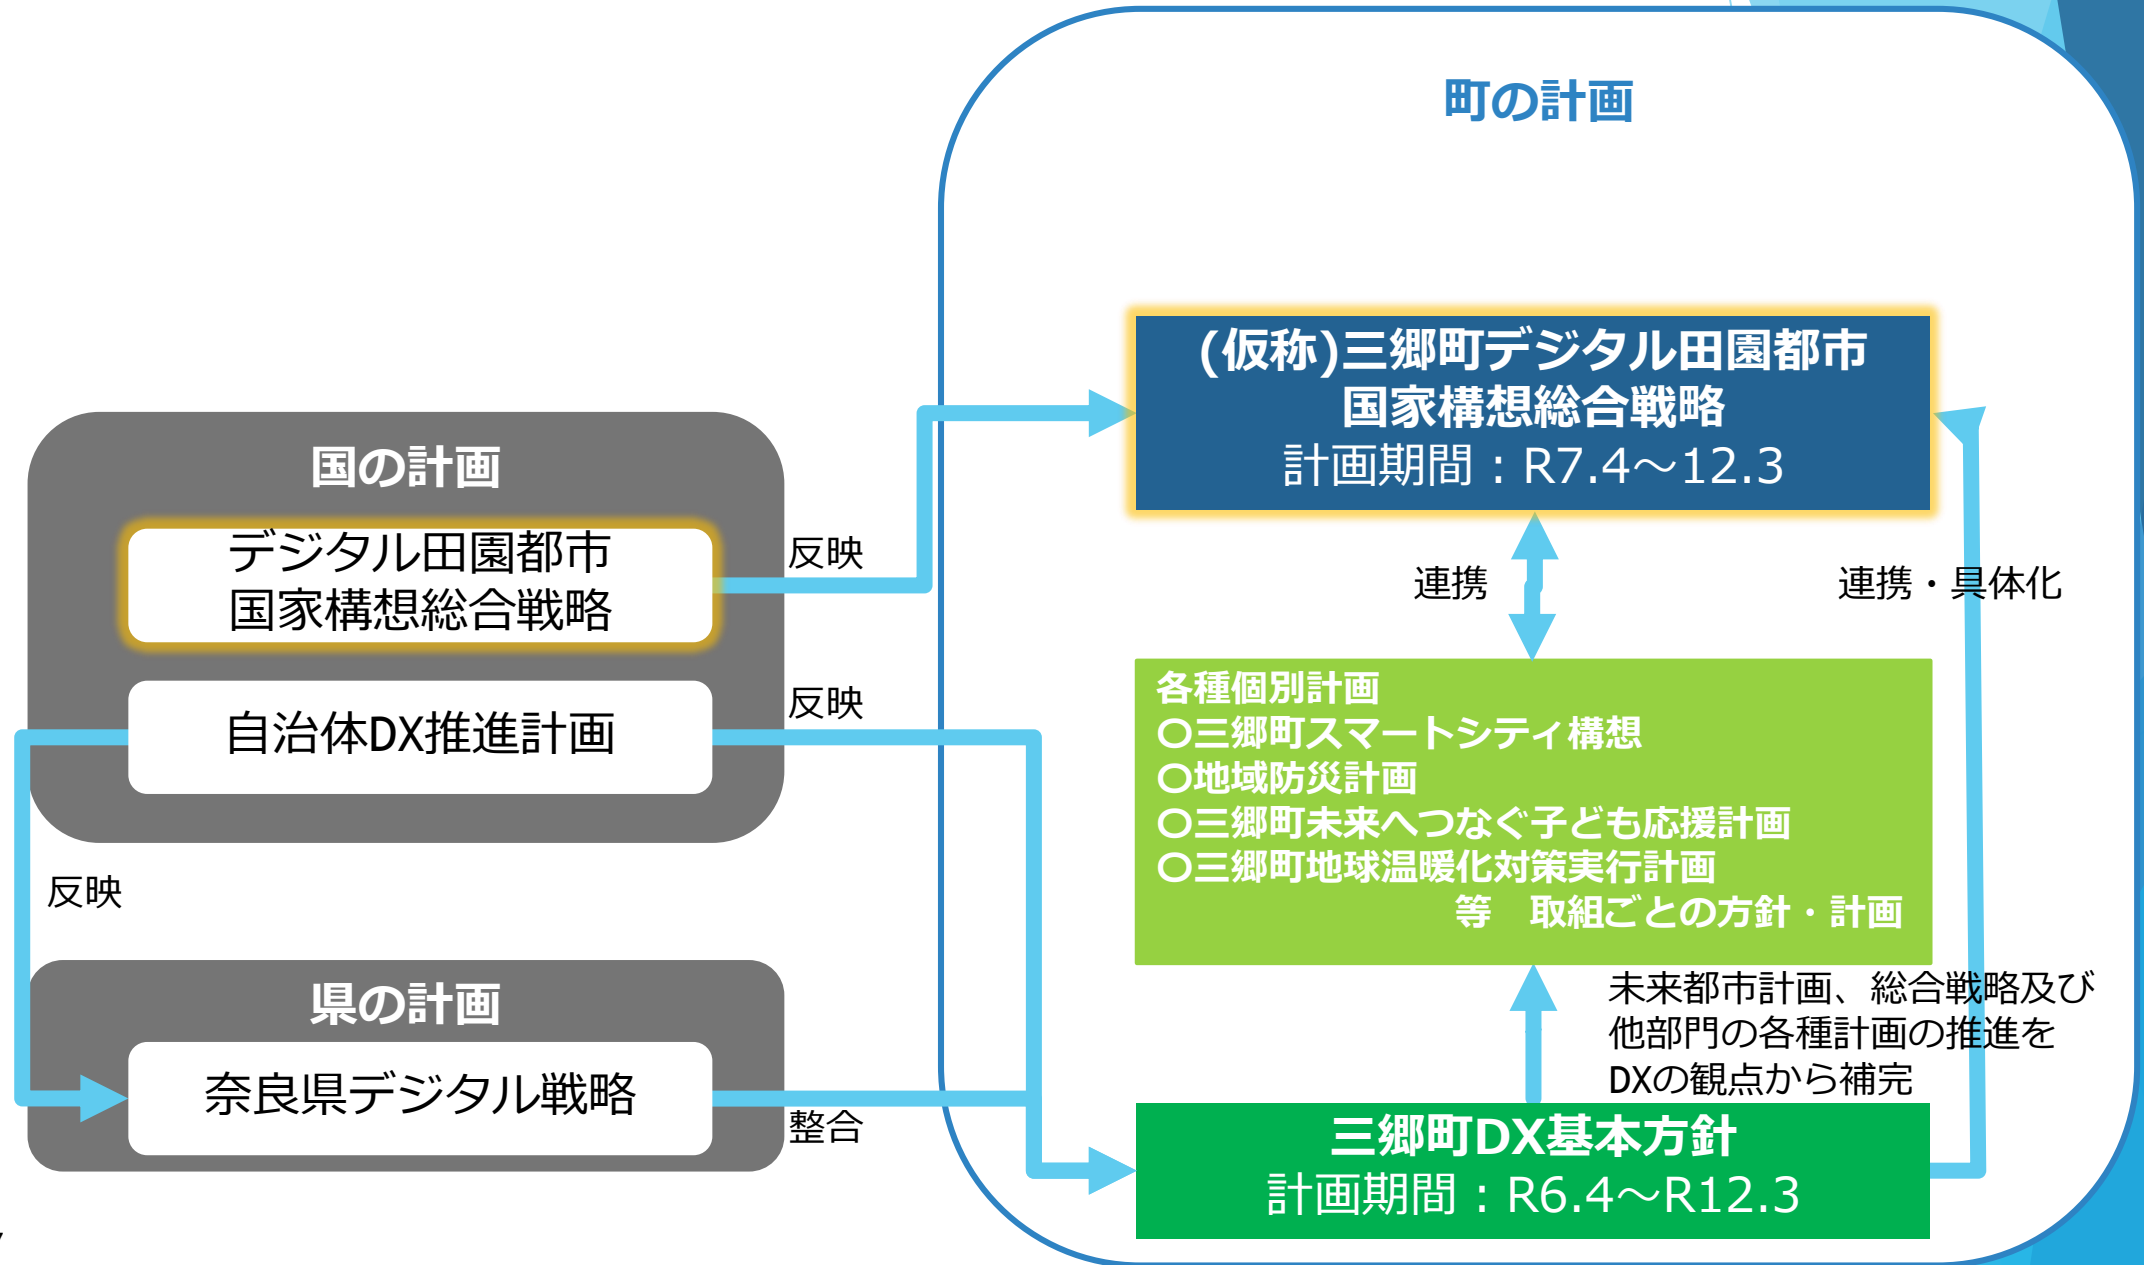 町の計画
(仮称)三郷町デジタル田園都市
国家構想総合戦略
計画期間：R7.4～12.3
国の計画
デジタル田園都市
国家構想総合戦略
反映
連携
連携・具体化
自治体DX推進計画
反映
各種個別計画
〇三郷町スマートシティ構想
〇地域防災計画
〇三郷町未来へつなぐ子ども応援計画
〇三郷町地球温暖化対策実行計画
等　取組ごとの方針・計画
反映
県の計画
奈良県デジタル戦略
整合
未来都市計画、総合戦略及び
他部門の各種計画の推進を
DXの観点から補完
三郷町DX基本方針
計画期間：R6.4～R12.3